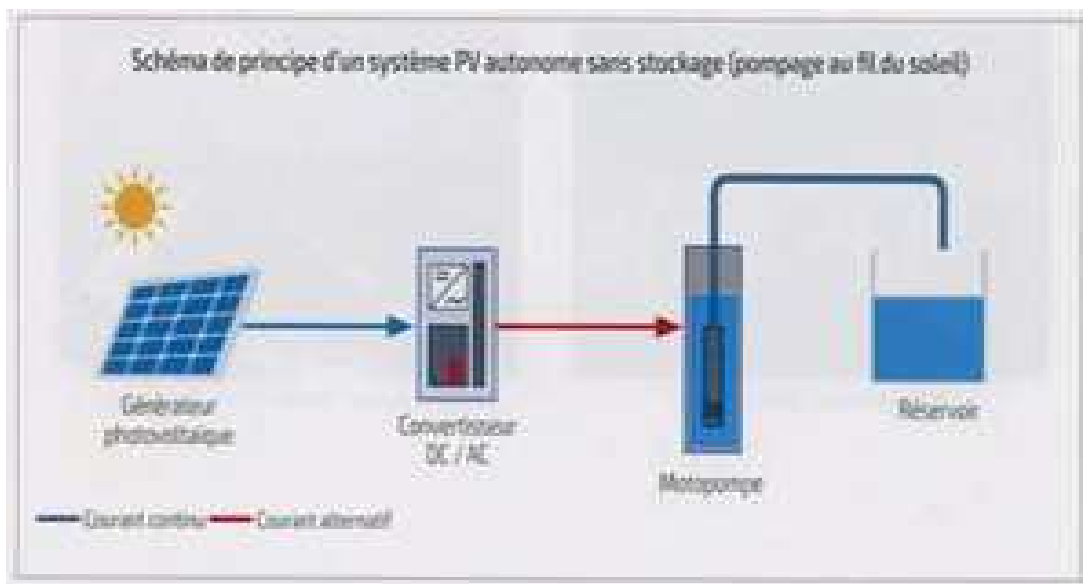 Schéma de principe d'un système PV autonome sans stockage (pompage au fil du soleil)
Générateur
photovoltaïque
Convertisseur
DC / AC
Motopompe
Réservoir
Courant continu
Courant alternatif